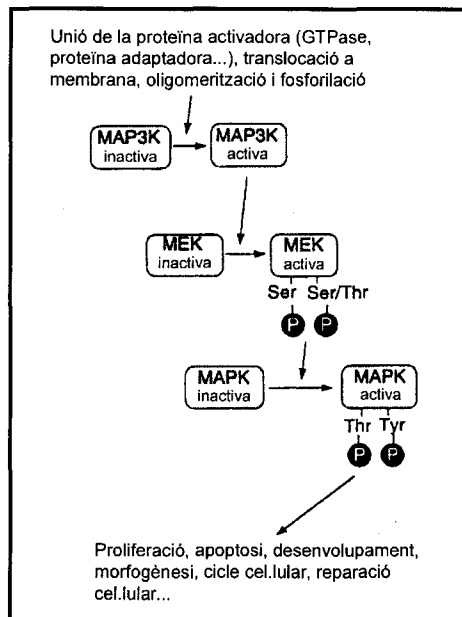 Unió de la proteïna activadora (GTPase,
proteïna adaptadora...), translocació a
membrana, oligomerització i fosforilació
MAP3K MAP3K
inactiva activa
MEK MEK
inactiva activa
Ser Ser/Thr
P P
MAPK MAPK
inactiva activa
Thr Tyr
P P
Proliferació, apoptosi, desenvolupament,
morfogènesi, cicle cel.lular, reparació
cel.lular...